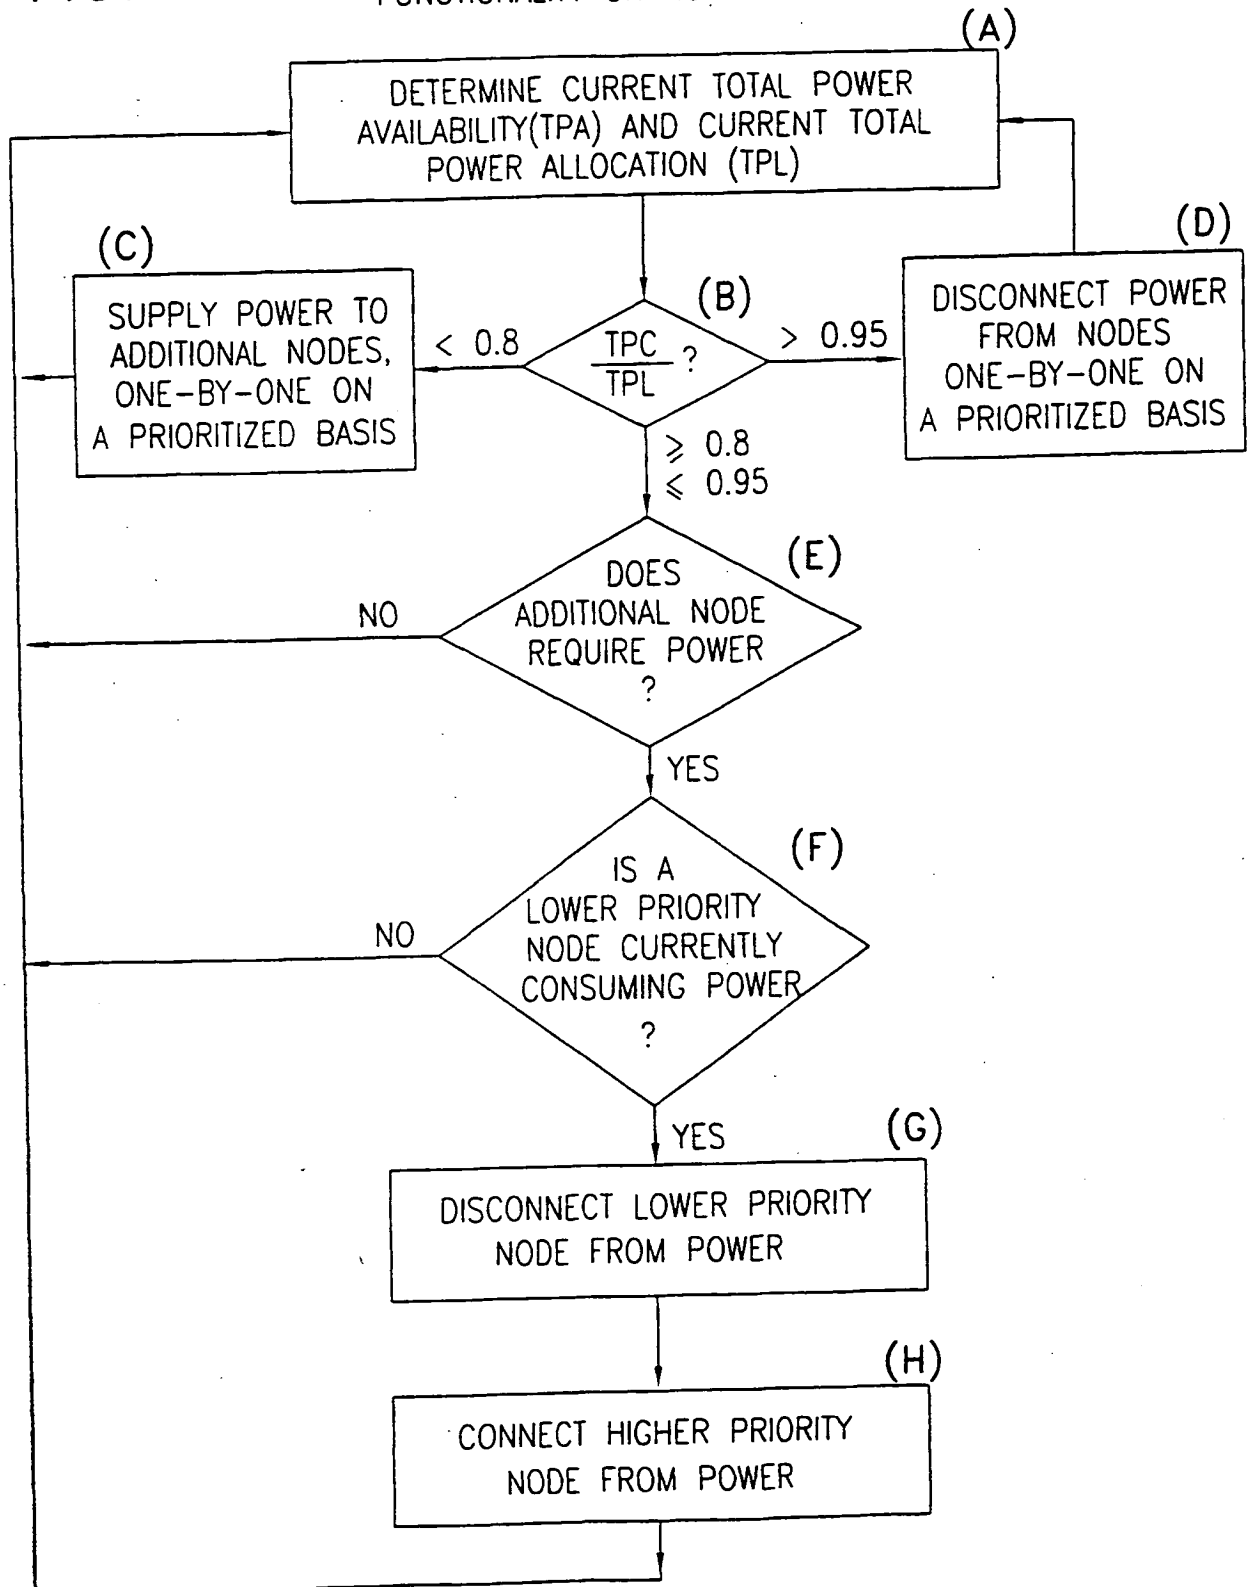 (A)
DETERMINE CURRENT TOTAL POWER
AVAILABILITY(TPA) AND CURRENT TOTAL
POWER ALLOCATION (TPL)
(C)
SUPPLY POWER TO
ADDITIONAL NODES,
ONE-BY-ONE ON
A PRIORITIZED BASIS
< 0.8
(B)
TPC
TPL
?
> 0.95
(D)
DISCONNECT POWER
FROM NODES
ONE-BY-ONE ON
A PRIORITIZED BASIS
⩾ 0.8
⩽ 0.95
(E)
DOES
ADDITIONAL NODE
REQUIRE POWER
?
NO
YES
(F)
IS A
LOWER PRIORITY
NODE CURRENTLY
CONSUMING POWER
?
NO
YES
(G)
DISCONNECT LOWER PRIORITY
NODE FROM POWER
(H)
CONNECT HIGHER PRIORITY
NODE FROM POWER